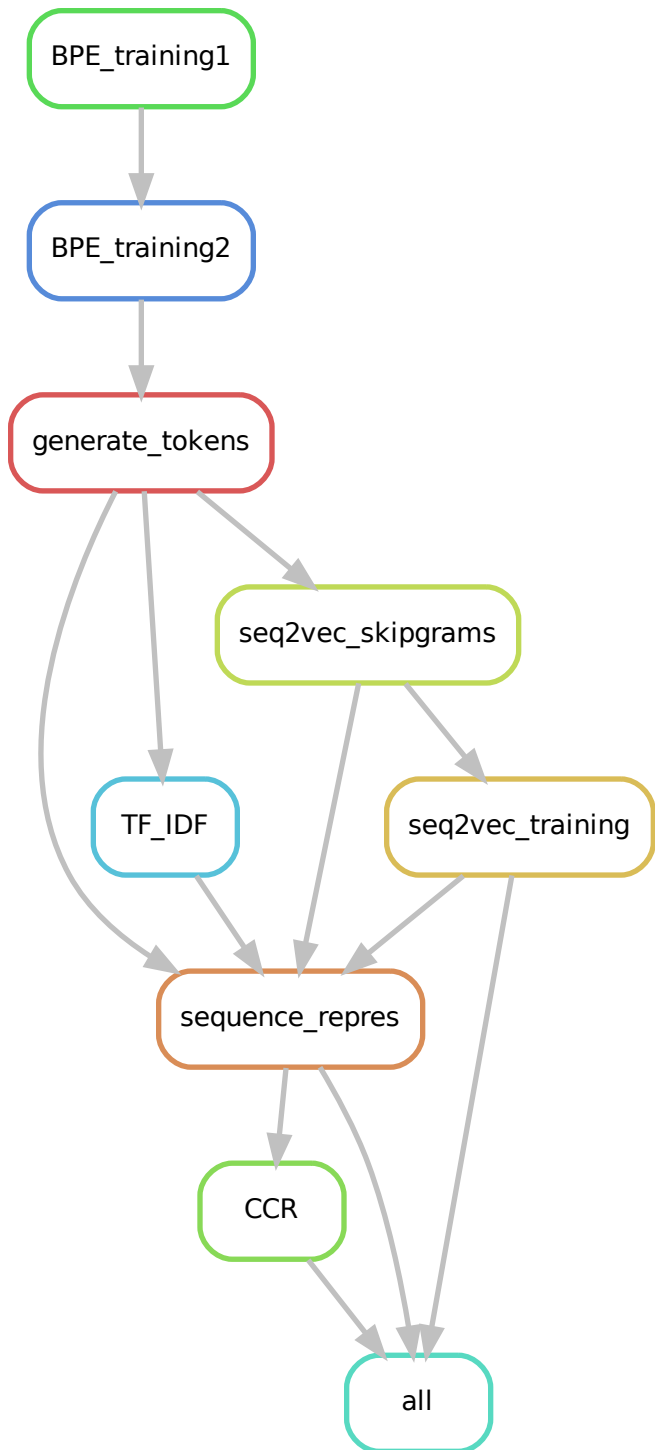 BPE_training1
BPE_training2
generate_tokens
seq2vec_skipgrams
TF_IDF
seq2vec_training
sequence_repres
CCR
all